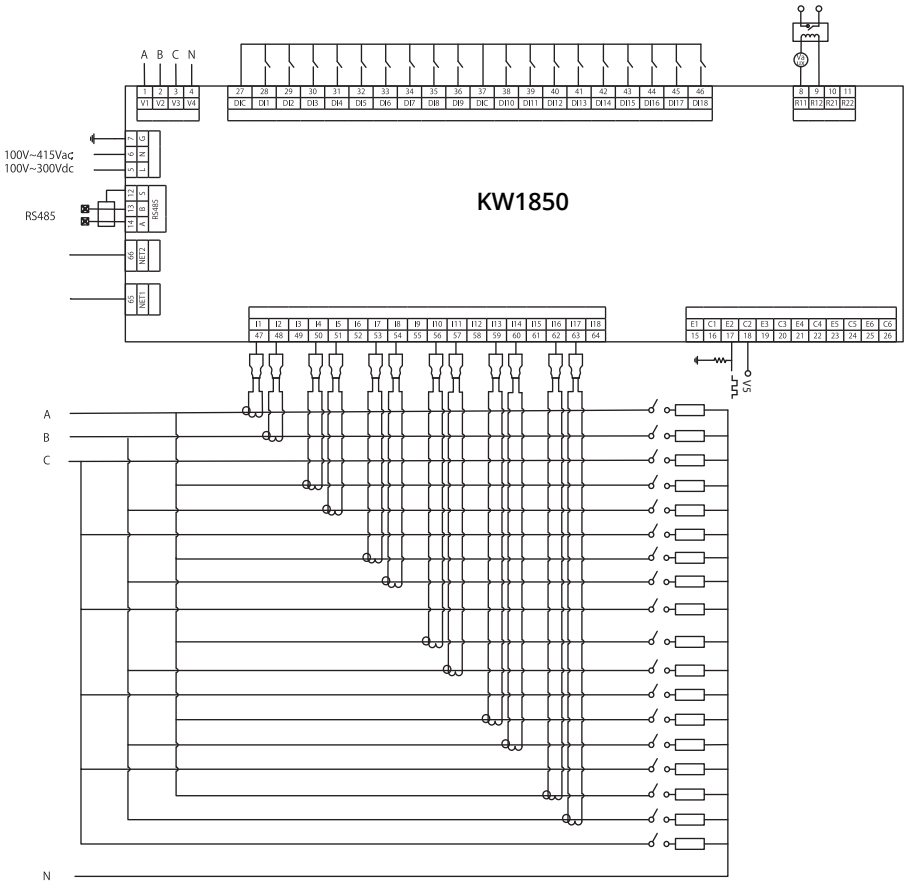 A B C N
1 2 3 4
V1 V2 V3 V4
27 28 29 30 31 32 33 34 35 36 37 38 39 40 41 42 43 44 45 46
DIC DI1 DI2 DI3 DI4 DI5 DI6 DI7 DI8 DI9 DIC DI10 DI11 DI12 DI13 DI14 DI15 DI16 DI17 DI18
Va
ux
8 9 10 11
R11 R12 R21 R22
7 G
100V~415Vac;
6 N
100V~300Vdc
5 L
RS485
12 S
13 B
14 A
RS485
66 NET2
65 NET1
KW1850
I1 I2 I3 I4 I5 I6 I7 I8 I9 I10 I11 I12 I13 I14 I15 I16 I17 I18
47 48 49 50 51 52 53 54 55 56 57 58 59 60 61 62 63 64
E1 C1 E2 C2 E3 C3 E4 C4 E5 C5 E6 C6
15 16 17 18 19 20 21 22 23 24 25 26
V5
A
B
C
N